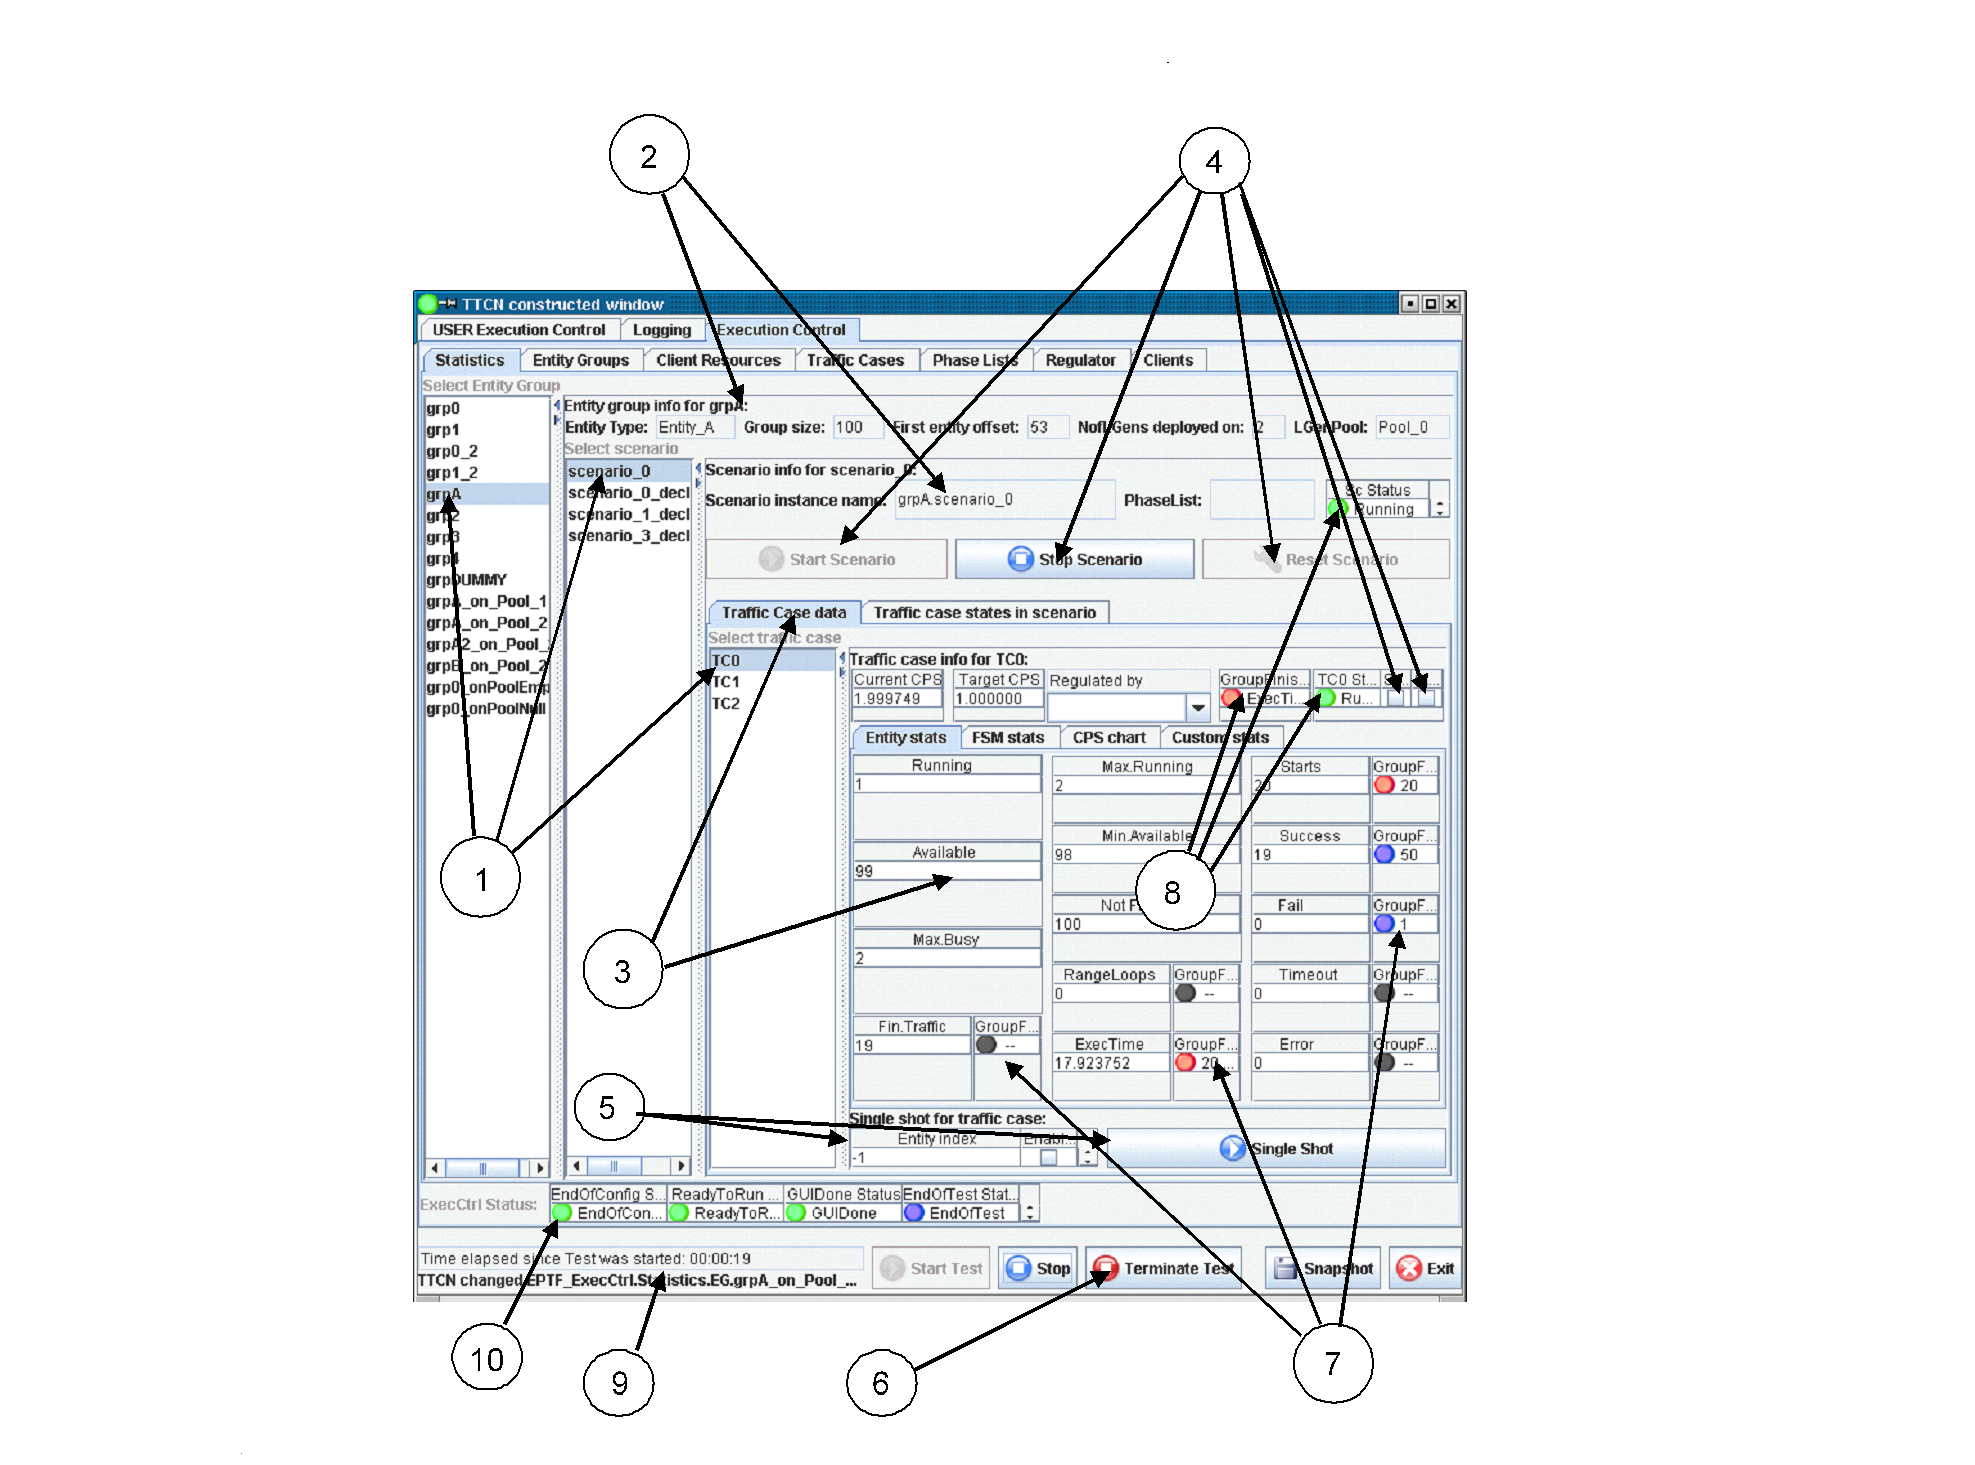 2
4
TTCN constructed window
USER Execution Control Logging Execution Control
Statistics Entity Groups Client Resources Traffic Cases Phase Lists Regulator Clients
Select Entity Group
grp0
grp1
grp0_2
grp1_2
grpA
grp2
grp3
grp4
grpDUMMY
grpA_on_Pool_1
grpA_on_Pool_2
grpA2_on_Pool_
grpB_on_Pool_2
grp0_onPoolEmp
grp0_onPoolNull
Entity group info for grpA:
Entity Type: Entity_A Group size: 100 First entity offset: 53 NoflGens deployed on: 2 LGenPool: Pool_0
Select scenario
scenario_0
scenario_0_decl
scenario_1_decl
scenario_3_decl
Scenario info for scenario_0:
Scenario instance name: grpA.scenario_0 PhaseList:
Sc Status
Running
Start Scenario Stop Scenario Reset Scenario
Traffic Case data Traffic case states in scenario
Select traffic case
TC0
TC1
TC2
Traffic case info for TC0:
Current CPS Target CPS Regulated by GroupFinis... TC0 St...
1.999749 1.000000 ExecTi... Ru...
Entity stats FSM stats CPS chart Custom stats
Running Max.Running Starts GroupF...
1 2 20 20
Min.Available Success GroupF...
98 19 50
Available
99
Not F
100
Fail GroupF...
0 1
Max.Busy
2
RangeLoops GroupF... Timeout GroupF...
0 -- 0 --
Fin.Traffic GroupF...
19 --
ExecTime GroupF... Error GroupF...
17.923752 20... 0 --
1
8
3
5
Single shot for traffic case:
Entity index Enabl...
-1
Single Shot
ExecCtrl Status:
EndOfConfig S... ReadyToRun ... GUIDone Status EndOfTest Stat...
EndOfCon... ReadyToR... GUIDone EndOfTest
Time elapsed since Test was started: 00:00:19
TTCN changed EPTF_ExecCtrl.Statistics.EG.grpA_on_Pool_...
Start Test Stop Terminate Test Snapshot Exit
10
9
6
7